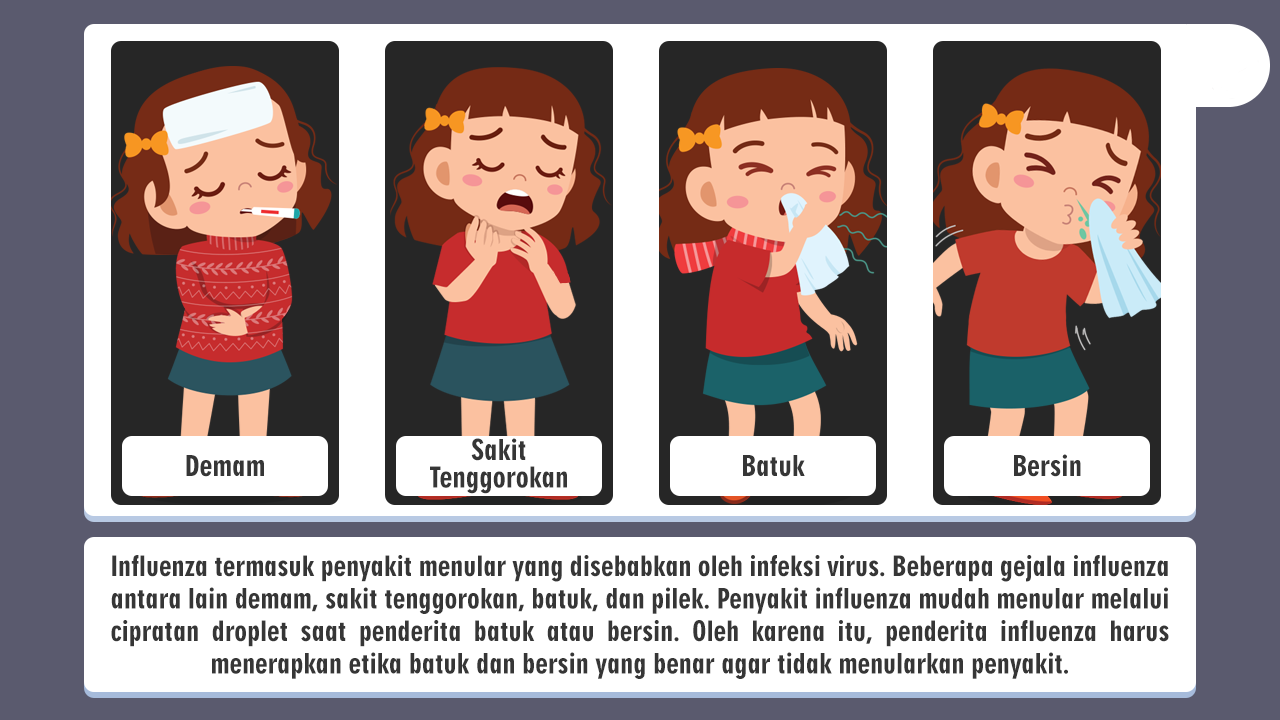 Demam
Sakit
Tenggorokan
Batuk
Bersin
Influenza termasuk penyakit menular yang disebabkan oleh infeksi virus. Beberapa gejala influenza
antara lain demam, sakit tenggorokan, batuk, dan pilek. Penyakit influenza mudah menular melalui
cipratan droplet saat penderita batuk atau bersin. Oleh karena itu, penderita influenza harus
menerapkan etika batuk dan bersin yang benar agar tidak menularkan penyakit.